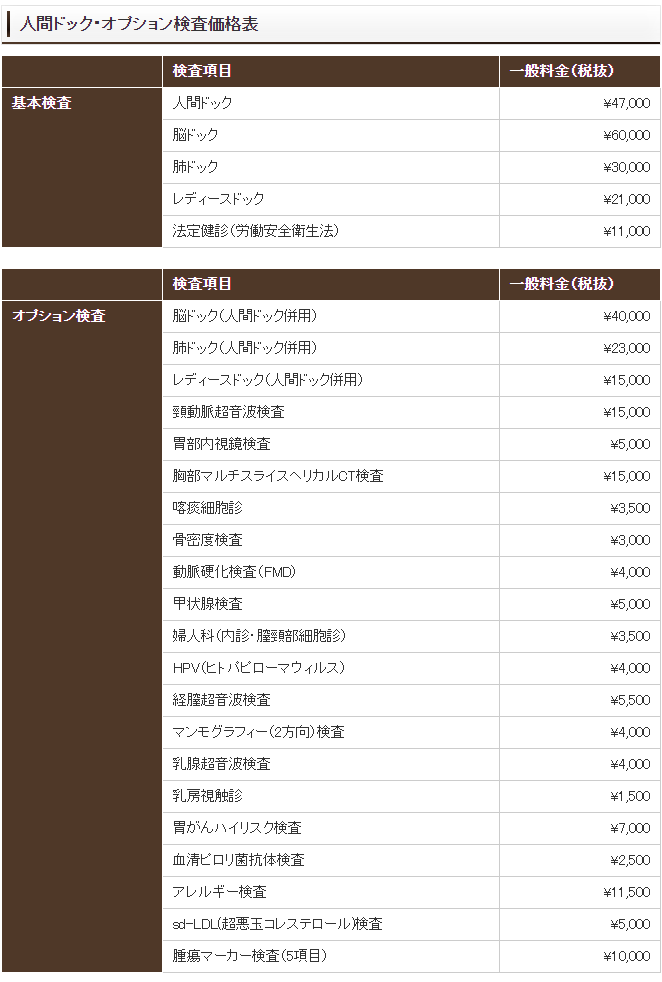 人間ドック・オプション検査価格表
検査項目 一般料金(税抜)
基本検査 人間ドック ¥47,000
脳ドック ¥60,000
肺ドック ¥30,000
レディースドック ¥21,000
法定健診(労働安全衛生法) ¥11,000
検査項目 一般料金(税抜)
オプション検査 脳ドック(人間ドック併用) ¥40,000
肺ドック(人間ドック併用) ¥23,000
レディースドック(人間ドック併用) ¥15,000
頸動脈超音波検査 ¥15,000
胃部内視鏡検査 ¥5,000
胸部マルチスライスヘリカルCT検査 ¥15,000
喀痰細胞診 ¥3,500
骨密度検査 ¥3,000
動脈硬化検査(FMD) ¥4,000
甲状腺検査 ¥5,000
婦人科(内診・膣頸部細胞診) ¥3,500
HPV(ヒトパピローマウィルス) ¥4,000
経膣超音波検査 ¥5,500
マンモグラフィー(2方向)検査 ¥4,000
乳腺超音波検査 ¥4,000
乳房視触診 ¥1,500
胃がんハイリスク検査 ¥7,000
血清ピロリ菌抗体検査 ¥2,500
アレルギー検査 ¥11,500
sd-LDL(超悪玉コレステロール)検査 ¥5,000
腫瘍マーカー検査(5項目) ¥10,000